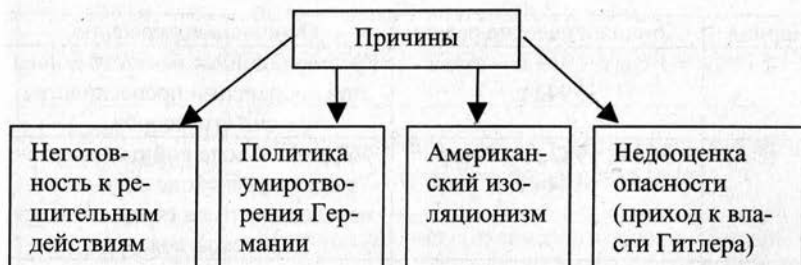 Причины
Неготов-
ность к ре-
шительным
действиям
Политика
умиротво-
рения Гер-
мании
Американ-
ский изо-
ляционизм
Недооценка
опасности
(приход к вла-
сти Гитлера)